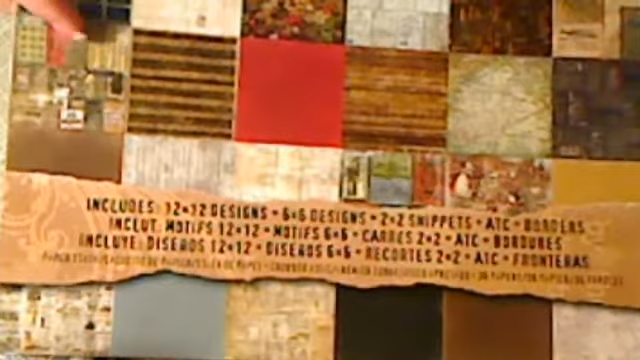 INCLUDES: 12×12 DESIGNS • 6×6 DESIGNS • 2×2 SNIPPETS • ATC • BORDERS
INCLUT: MOTIFS 12×12 • MOTIFS 6×6 • CARRES 2×2 • ATC • BORDURES
INCLUYE: DISEÑOS 12×12 • DISEÑOS 6×6 • RECORTES 2×2 • ATC • FRONTERAS